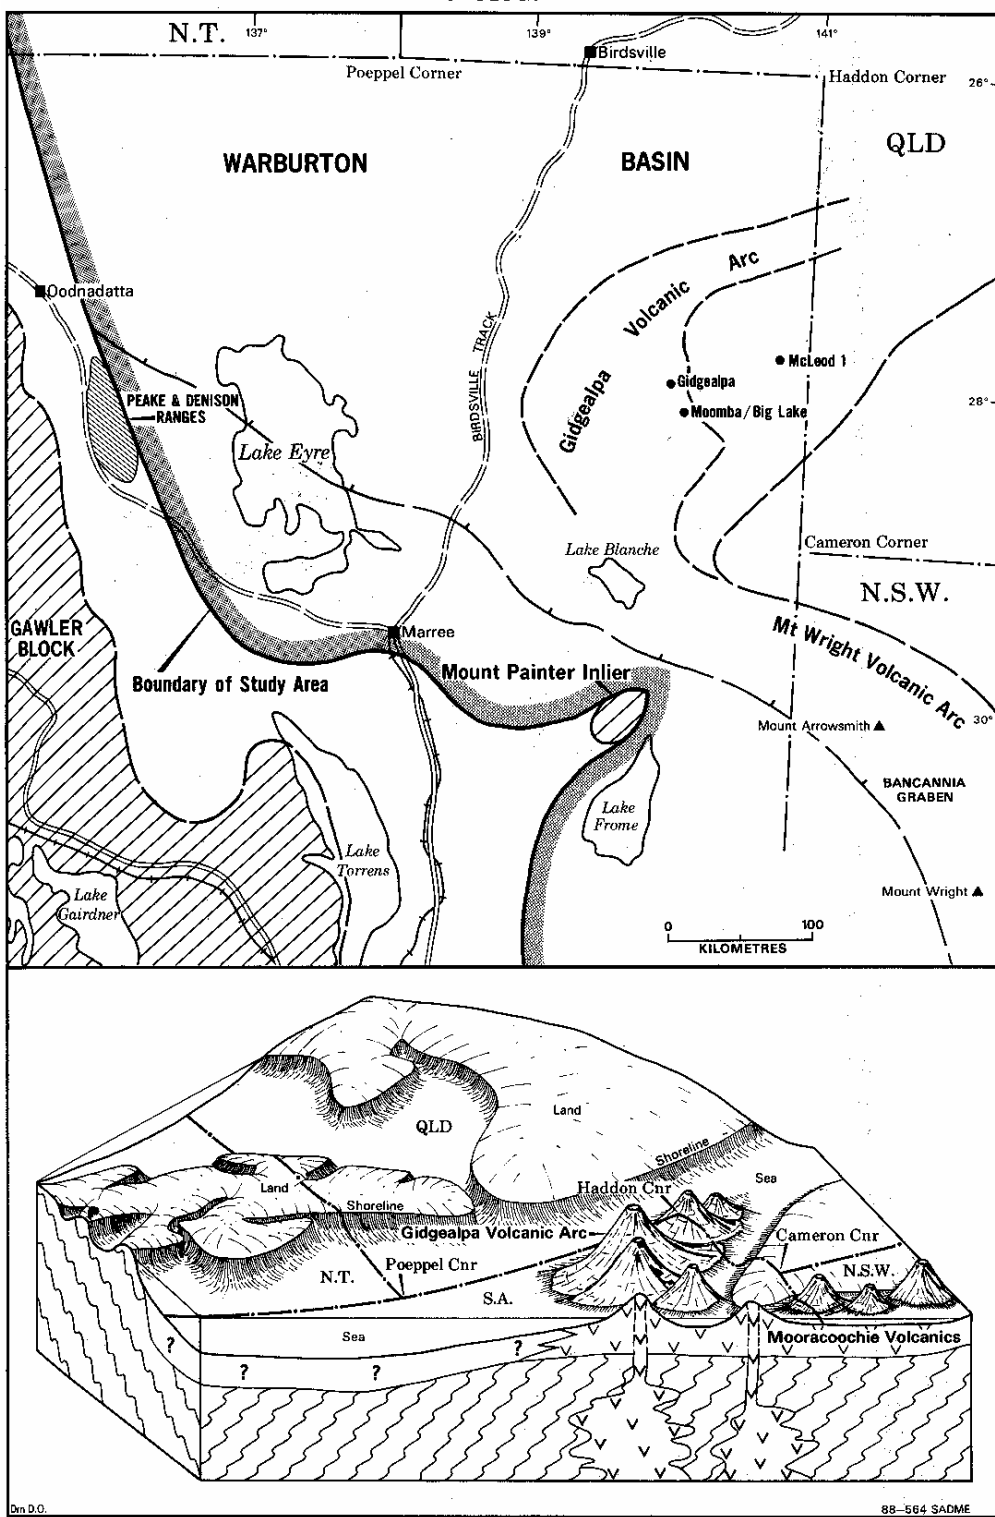 N.T.
137°
139°
141°
Birdsville
Poeppel Corner
Haddon Corner
26°
QLD
WARBURTON
BASIN
Arc
Volcanic
Gidgealpa
Oodnadatta
BIRDSVILLE TRACK
McLeod 1
Gidgealpa
Moomba/Big Lake
28°
PEAKE & DENISON
RANGES
Lake Eyre
Lake Blanche
Cameron Corner
N.S.W.
GAWLER
BLOCK
Marree
Mt Wright Volcanic Arc
Boundary of Study Area
Mount Painter Inlier
30°
Mount Arrowsmith
BANCANNIA
GRABEN
Lake
Frome
Lake
Torrens
Lake
Gairdner
Mount Wright
0
100
KILOMETRES
Land
QLD
Shoreline
Sea
Haddon Cnr
Land
Shoreline
Gidgealpa Volcanic Arc
Cameron Cnr
Poeppel Cnr
N.T.
N.S.W.
S.A.
Sea
Mooracoochie Volcanics
?
?
?
?
?
Drn D.O.
88-564 SADME